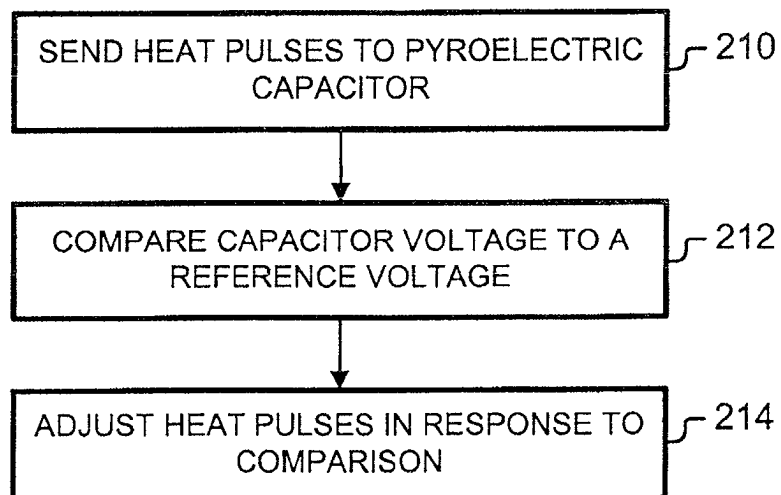 SEND HEAT PULSES TO PYROELECTRIC
CAPACITOR
210
COMPARE CAPACITOR VOLTAGE TO A
REFERENCE VOLTAGE
212
ADJUST HEAT PULSES IN RESPONSE TO
COMPARISON
214